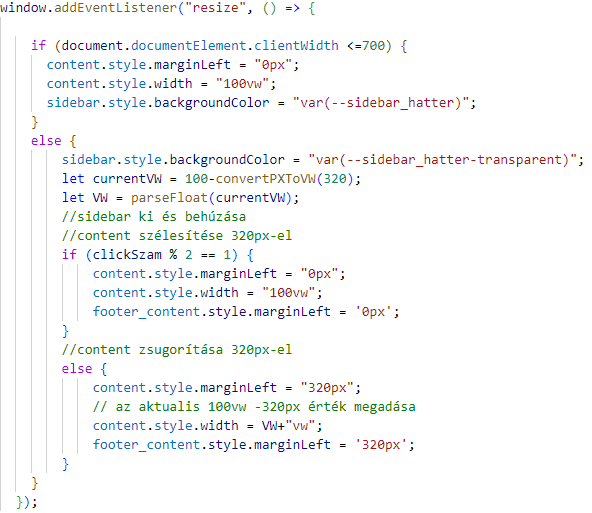 window.addEventListener("resize", () => {
if (document.documentElement.clientWidth <=700) {
content.style.marginLeft = "0px";
content.style.width = "100vw";
sidebar.style.backgroundColor = "var(--sidebar_hatter)";
}
else {
sidebar.style.backgroundColor = "var(--sidebar_hatter-transparent)";
let currentVW = 100-convertPXToVW(320);
let VW = parseFloat(currentVW);
//sidebar ki és behúzása
//content szélesítése 320px-el
if (clickSzam % 2 == 1) {
content.style.marginLeft = "0px";
content.style.width = "100vw";
footer_content.style.marginLeft = '0px';
}
//content zsugorítása 320px-el
else {
content.style.marginLeft = "320px";
// az aktualis 100vw -320px érték megadása
content.style.width = VW+"vw";
footer_content.style.marginLeft = '320px';
}
}
});